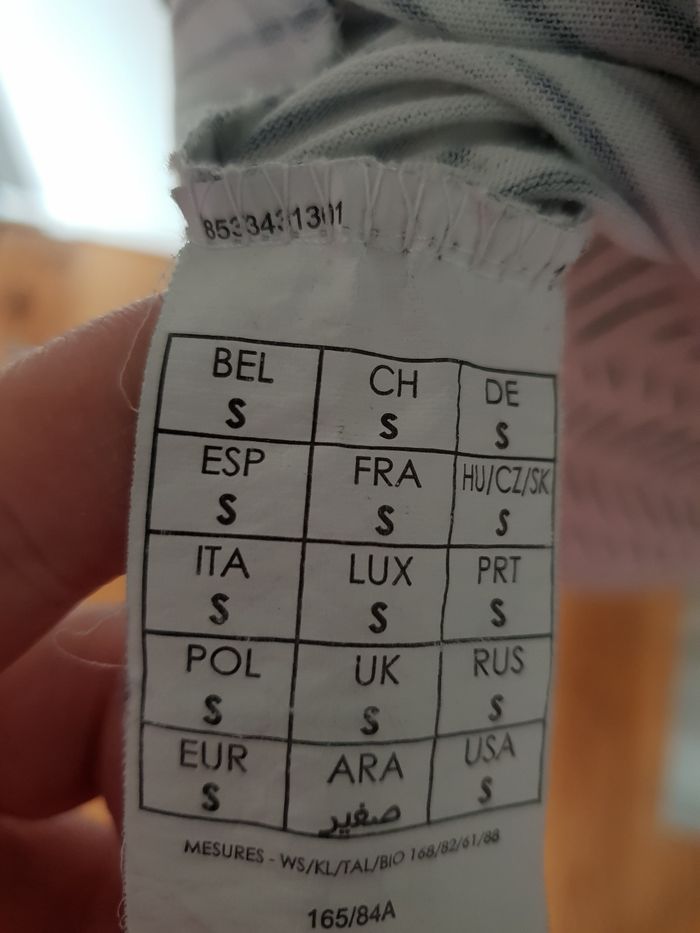 8533431301
BEL CH DE
S S S
ESP FRA HU/CZ/SK
S S S
ITA LUX PRT
S S S
POL UK RUS
S S S
EUR ARA USA
S صغير S
MESURES - WS/KL/TAL/BIO 168/82/61/88
165/84A